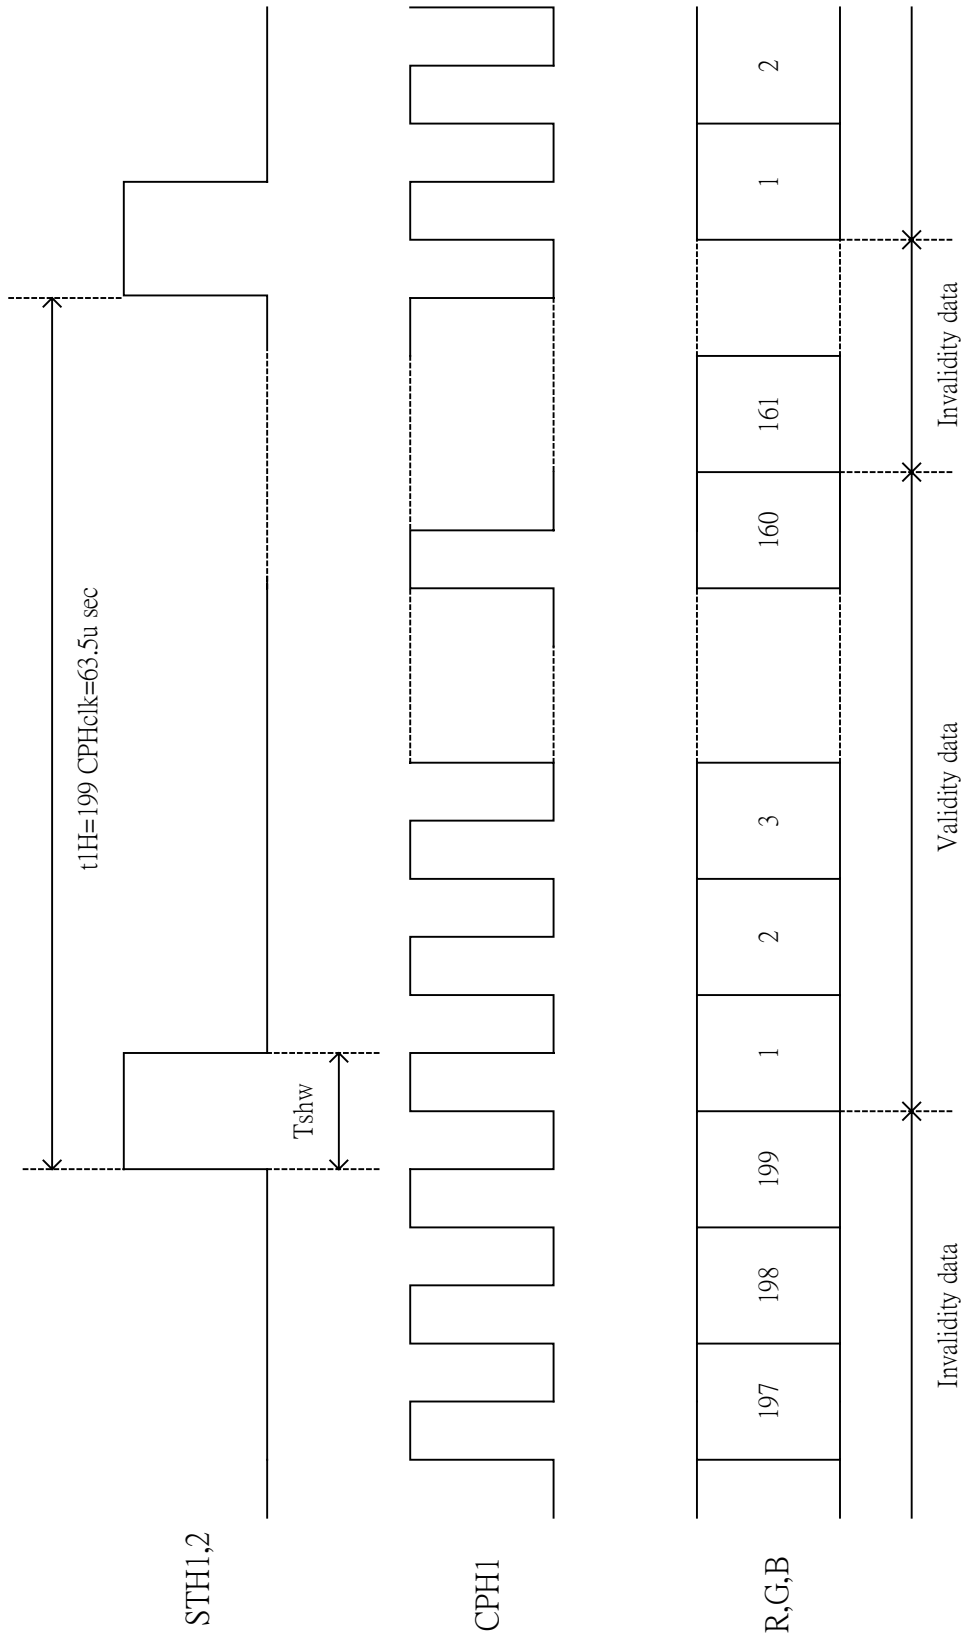 t1H=199 CPHclk=63.5u sec
STH1,2
Tshw
CPH1
R,G,B
197
198
199
1
2
3
160
161
1
2
Invalidity data
Validity data
Invalidity data